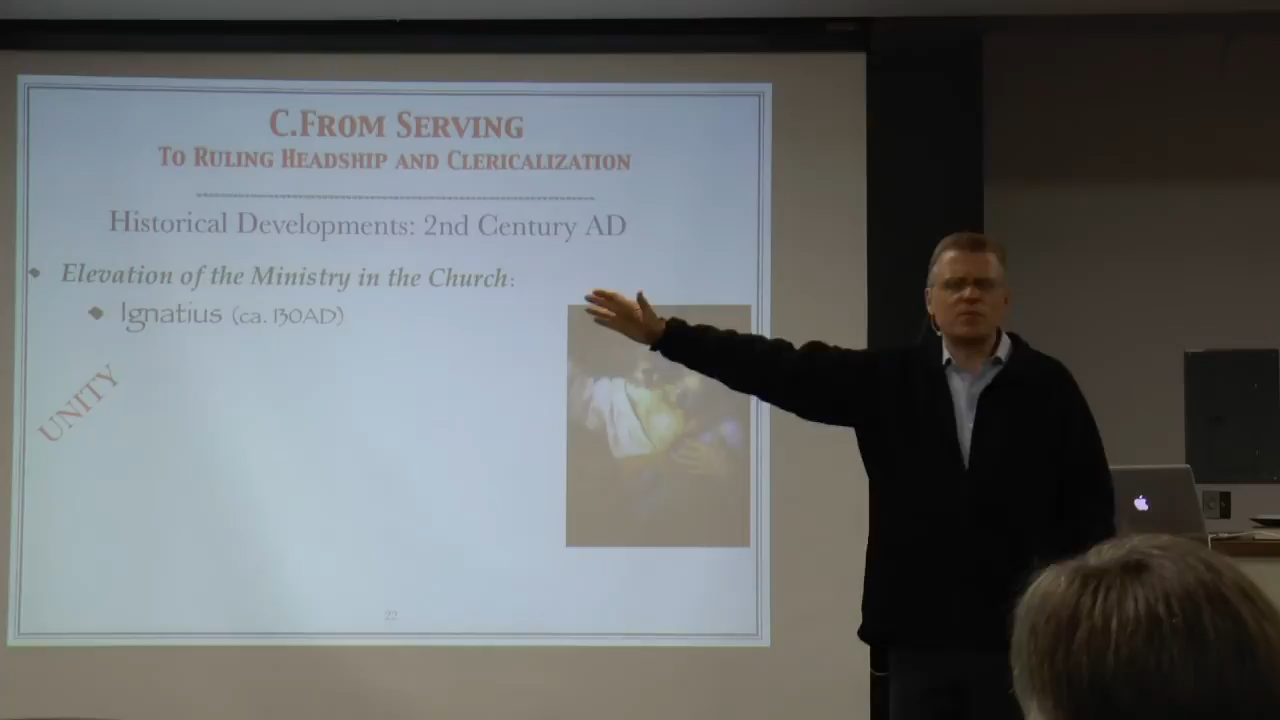 C.FROM SERVING
TO RULING HEADSHIP AND CLERICALIZATION
Historical Developments: 2nd Century AD
Elevation of the Ministry in the Church:
Ignatius (ca. 130AD)
UNITY
22